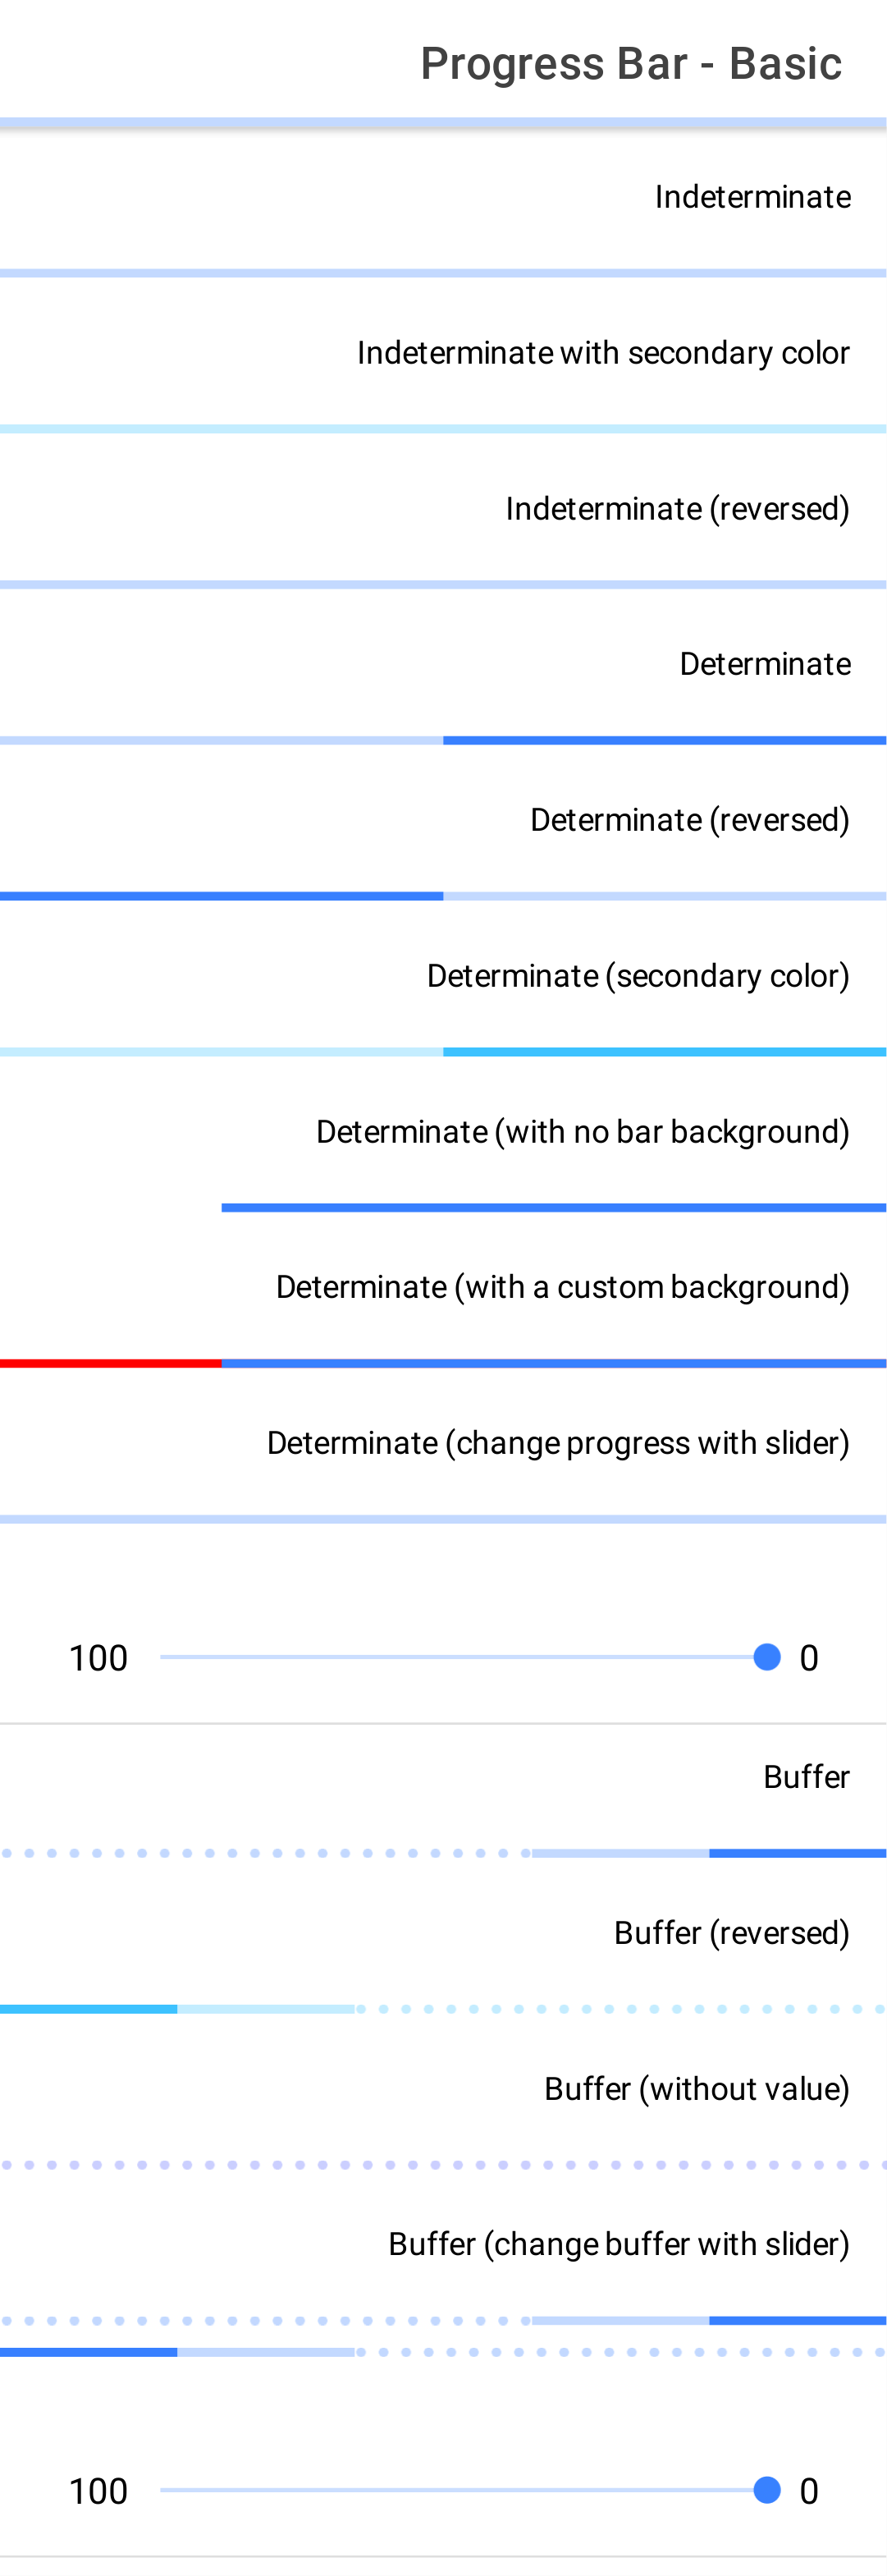 Progress Bar - Basic
Indeterminate
Indeterminate with secondary color
Indeterminate (reversed)
Determinate
Determinate (reversed)
Determinate (secondary color)
Determinate (with no bar background)
Determinate (with a custom background)
Determinate (change progress with slider)
100 0
Buffer
Buffer (reversed)
Buffer (without value)
Buffer (change buffer with slider)
100 0